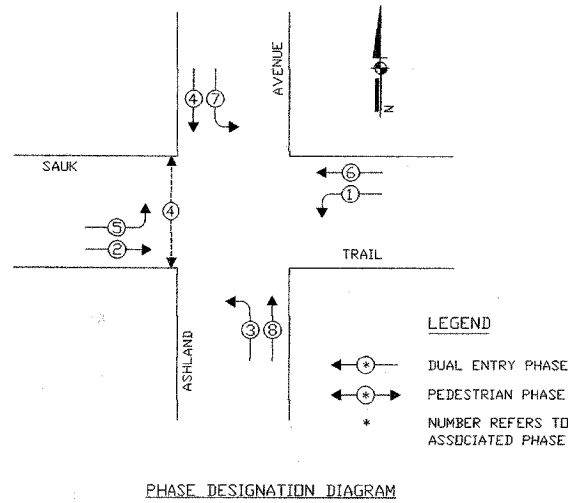 AVENUE
4 7
N
SAUK
6
1
4
5
2
TRAIL
3 8
ASHLAND
LEGEND
* DUAL ENTRY PHASE
* PEDESTRIAN PHASE
* NUMBER REFERS TO
ASSOCIATED PHASE
PHASE DESIGNATION DIAGRAM